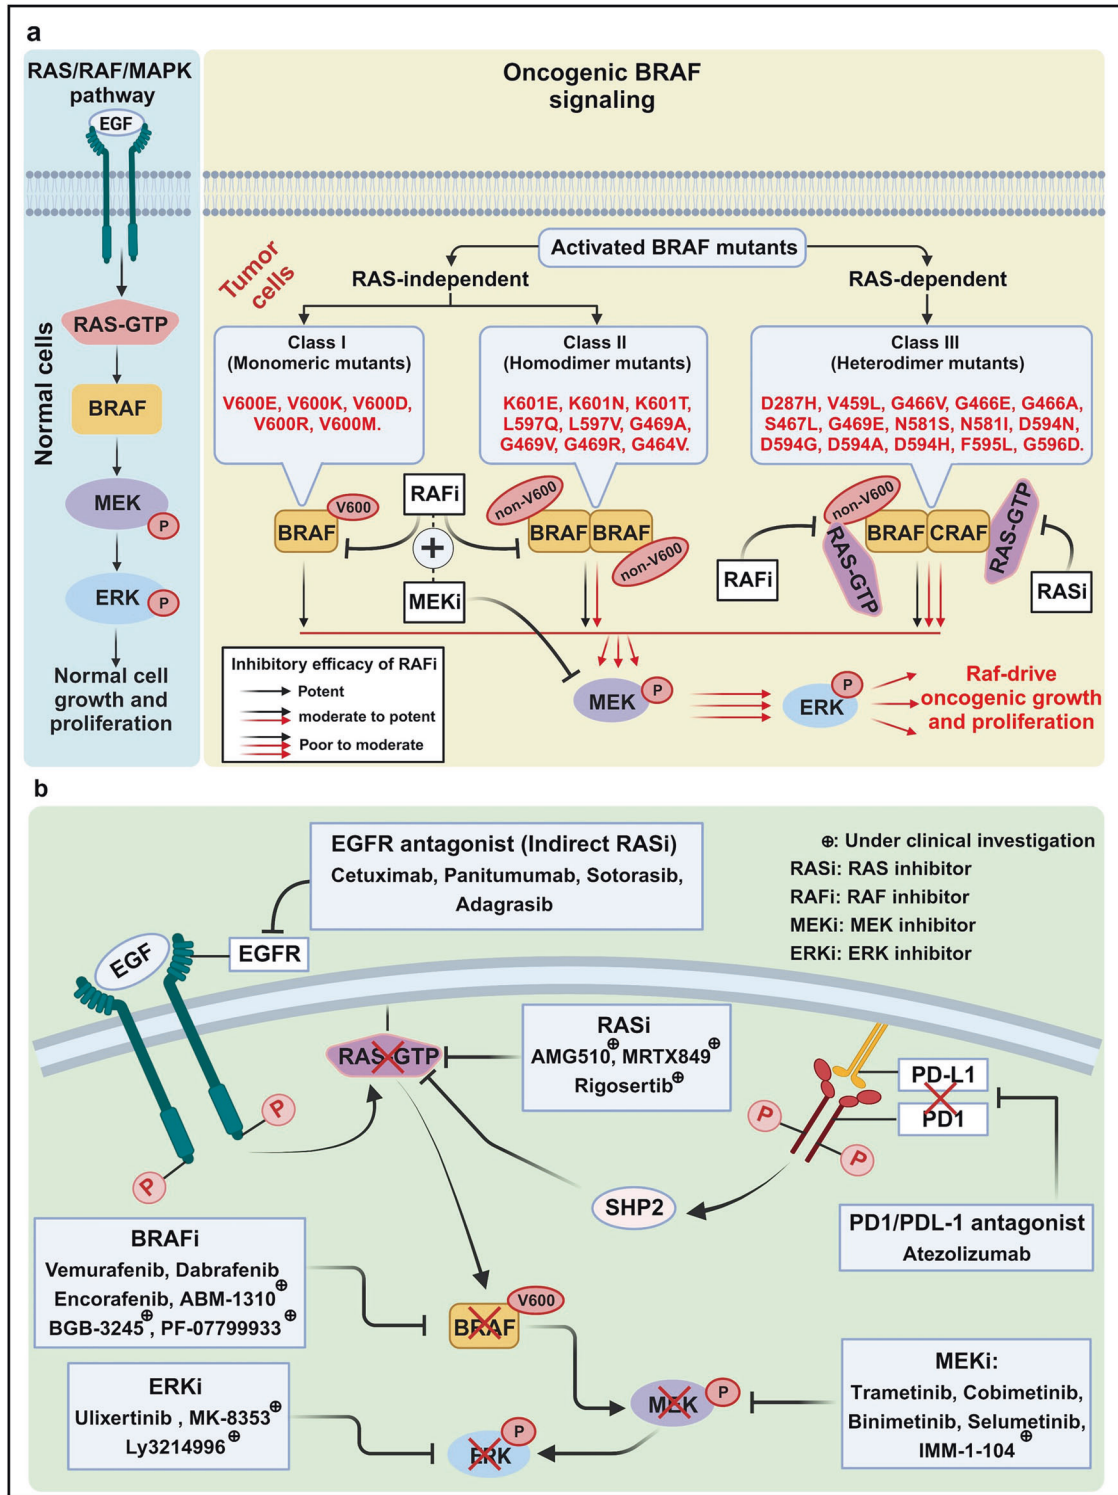 a
RAS/RAF/MAPK
pathway
EGF
Normal cells
RAS-GTP
BRAF
MEK
P
ERK
P
Normal cell
growth and
proliferation
Oncogenic BRAF
signaling
Tumor
cells
Activated BRAF mutants
RAS-independent
RAS-dependent
Class I
(Monomeric mutants)
V600E, V600K, V600D,
V600R, V600M.
Class II
(Homodimer mutants)
K601E, K601N, K601T,
L597Q, L597V, G469A,
G469V, G469R, G464V.
Class III
(Heterodimer mutants)
D287H, V459L, G466V, G466E, G466A,
S467L, G469E, N581S, N581I, D594N,
D594G, D594A, D594H, F595L, G596D.
BRAF
V600
RAFi
+
MEKi
non-V600
BRAF BRAF
non-V600
non-V600
BRAF CRAF
RAS-GTP
RAS-GTP
RAFi
RASi
Inhibitory efficacy of RAFi
Potent
moderate to potent
Poor to moderate
MEK
P
ERK
P
Raf-drive
oncogenic growth
and proliferation
b
EGFR antagonist (Indirect RASi)
Cetuximab, Panitumumab, Sotorasib,
Adagrasib
⊕: Under clinical investigation
RASi: RAS inhibitor
RAFi: RAF inhibitor
MEKi: MEK inhibitor
ERKi: ERK inhibitor
EGF
EGFR
P
P
RAS-GTP
RASi
AMG510⊕, MRTX849⊕
Rigosertib⊕
PD-L1
PD1
P
P
SHP2
PD1/PDL-1 antagonist
Atezolizumab
BRAFi
Vemurafenib, Dabrafenib
Encorafenib, ABM-1310⊕
BGB-3245⊕, PF-07799933⊕
BRAF
V600
ERKi
Ulixertinib , MK-8353⊕
Ly3214996⊕
ERK
P
MEK
P
MEKi:
Trametinib, Cobimetinib,
Binimetinib, Selumetinib,
IMM-1-104⊕